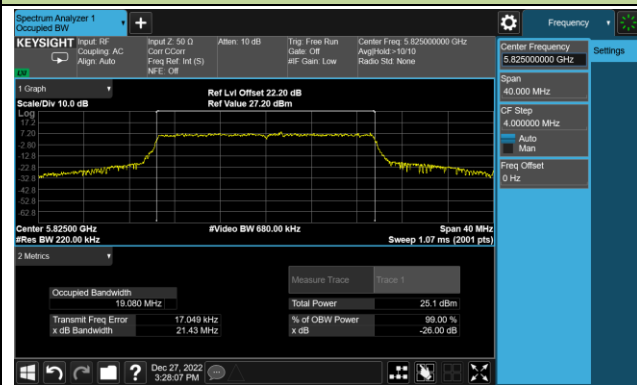 Spectrum Analyzer 1
Occupied BW
+
Frequency
KEYSIGHT
Input: RF
Coupling: AC
Align: Auto
Input Z: 50 Ω
Corr CCorr
Freq Ref: Int (S)
NFE: Off
Atten: 10 dB
Trig: Free Run
Gate: Off
#IF Gain: Low
Center Freq: 5.825000000 GHz
Avg|Hold:>10/10
Radio Std: None
LXI
Center Frequency
5.825000000 GHz
Settings
Span
40.000 MHz
CF Step
4.000000 MHz
Auto
Man
Freq Offset
0 Hz
1 Graph
Scale/Div 10.0 dB
Ref Lvl Offset 22.20 dB
Ref Value 27.20 dBm
Log
17.2
7.20
-2.80
-12.8
-22.8
-32.8
-42.8
-52.8
-62.8
Center 5.82500 GHz
#Res BW 220.00 kHz
#Video BW 680.00 kHz
Span 40 MHz
Sweep 1.07 ms (2001 pts)
2 Metrics
Measure Trace Trace 1
Occupied Bandwidth
19.080 MHz
Total Power 25.1 dBm
Transmit Freq Error 17.049 kHz
% of OBW Power 99.00 %
x dB Bandwidth 21.43 MHz
x dB -26.00 dB
?
Dec 27, 2022
3:28:07 PM